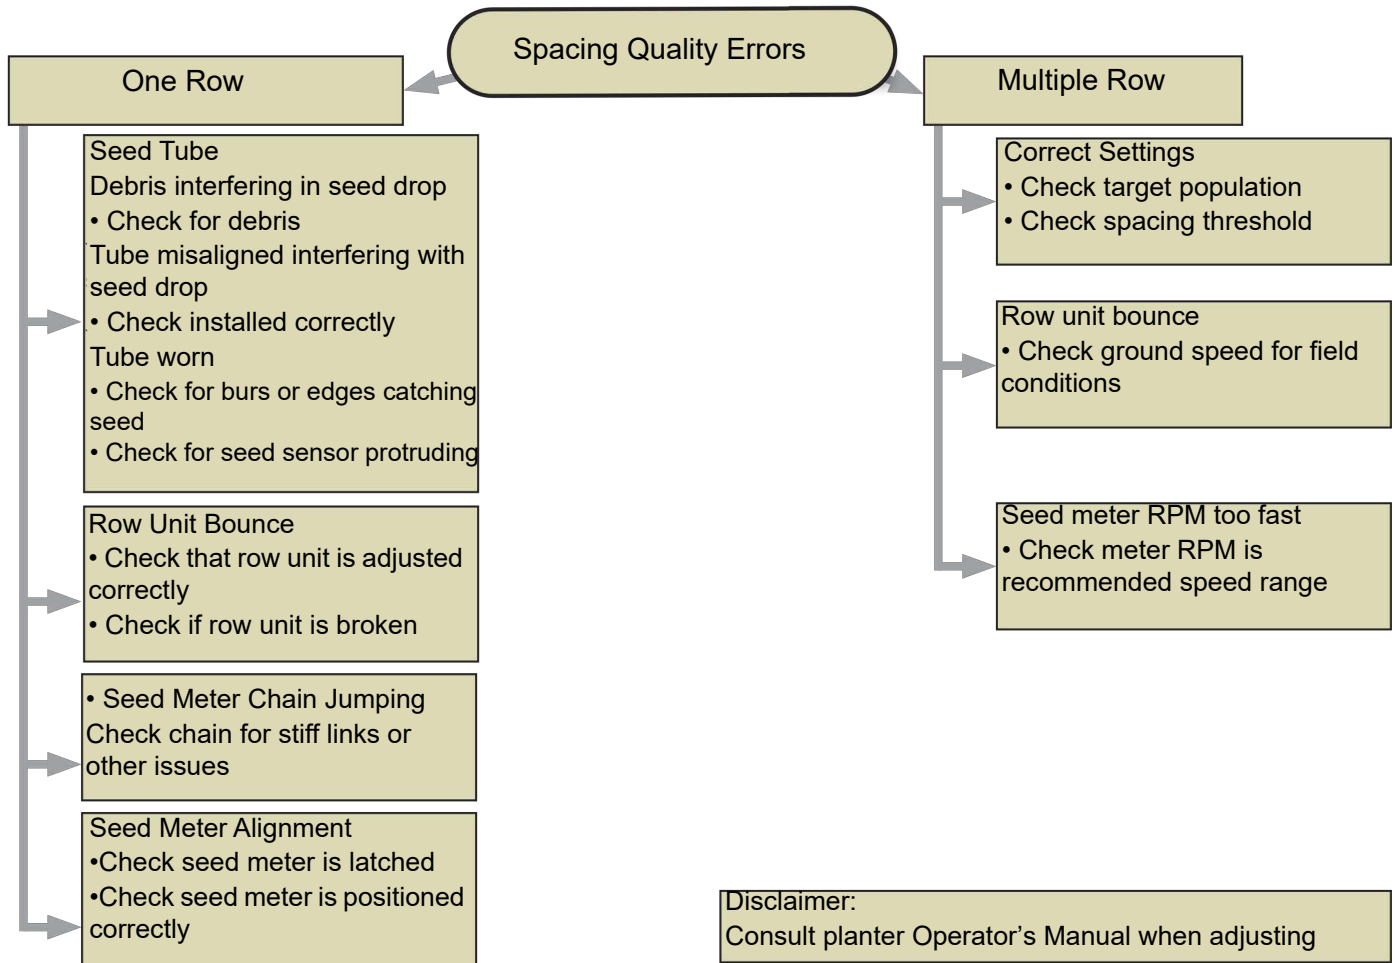 Spacing Quality Errors
One Row
Seed Tube
Debris interfering in seed drop
• Check for debris
Tube misaligned interfering with
seed drop
• Check installed correctly
Tube worn
• Check for burs or edges catching
seed
• Check for seed sensor protruding
Row Unit Bounce
• Check that row unit is adjusted
correctly
• Check if row unit is broken
• Seed Meter Chain Jumping
Check chain for stiff links or
other issues
Seed Meter Alignment
•Check seed meter is latched
•Check seed meter is positioned
correctly
Multiple Row
Correct Settings
• Check target population
• Check spacing threshold
Row unit bounce
• Check ground speed for field
conditions
Seed meter RPM too fast
• Check meter RPM is
recommended speed range
Disclaimer:
Consult planter Operator’s Manual when adjusting